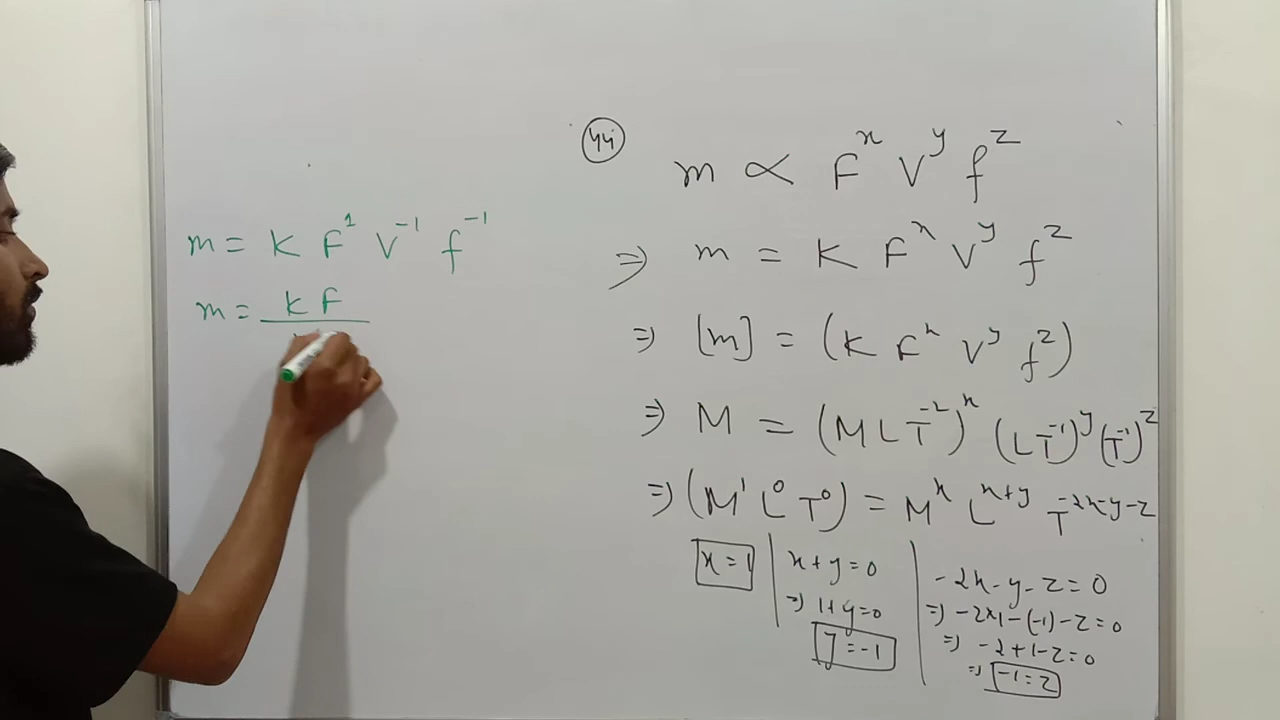 44
m ∝ F^x V^y f^z
⇒ m = K F^x V^y f^z
⇒ [m] = (K F^x V^y f^z)
⇒ M = (MLT^-2)^x (LT^-1)^y (T^-1)^z
⇒ (M^1 L^0 T^0) = M^x L^x+y T^-2x-y-z
x = 1
x + y = 0
⇒ 1 + y = 0
y = -1
-2x - y - z = 0
⇒ -2×1 - (-1) - z = 0
⇒ -2 + 1 - z = 0
⇒ -1 = z
m = K F^1 V^-1 f^-1
m = K F